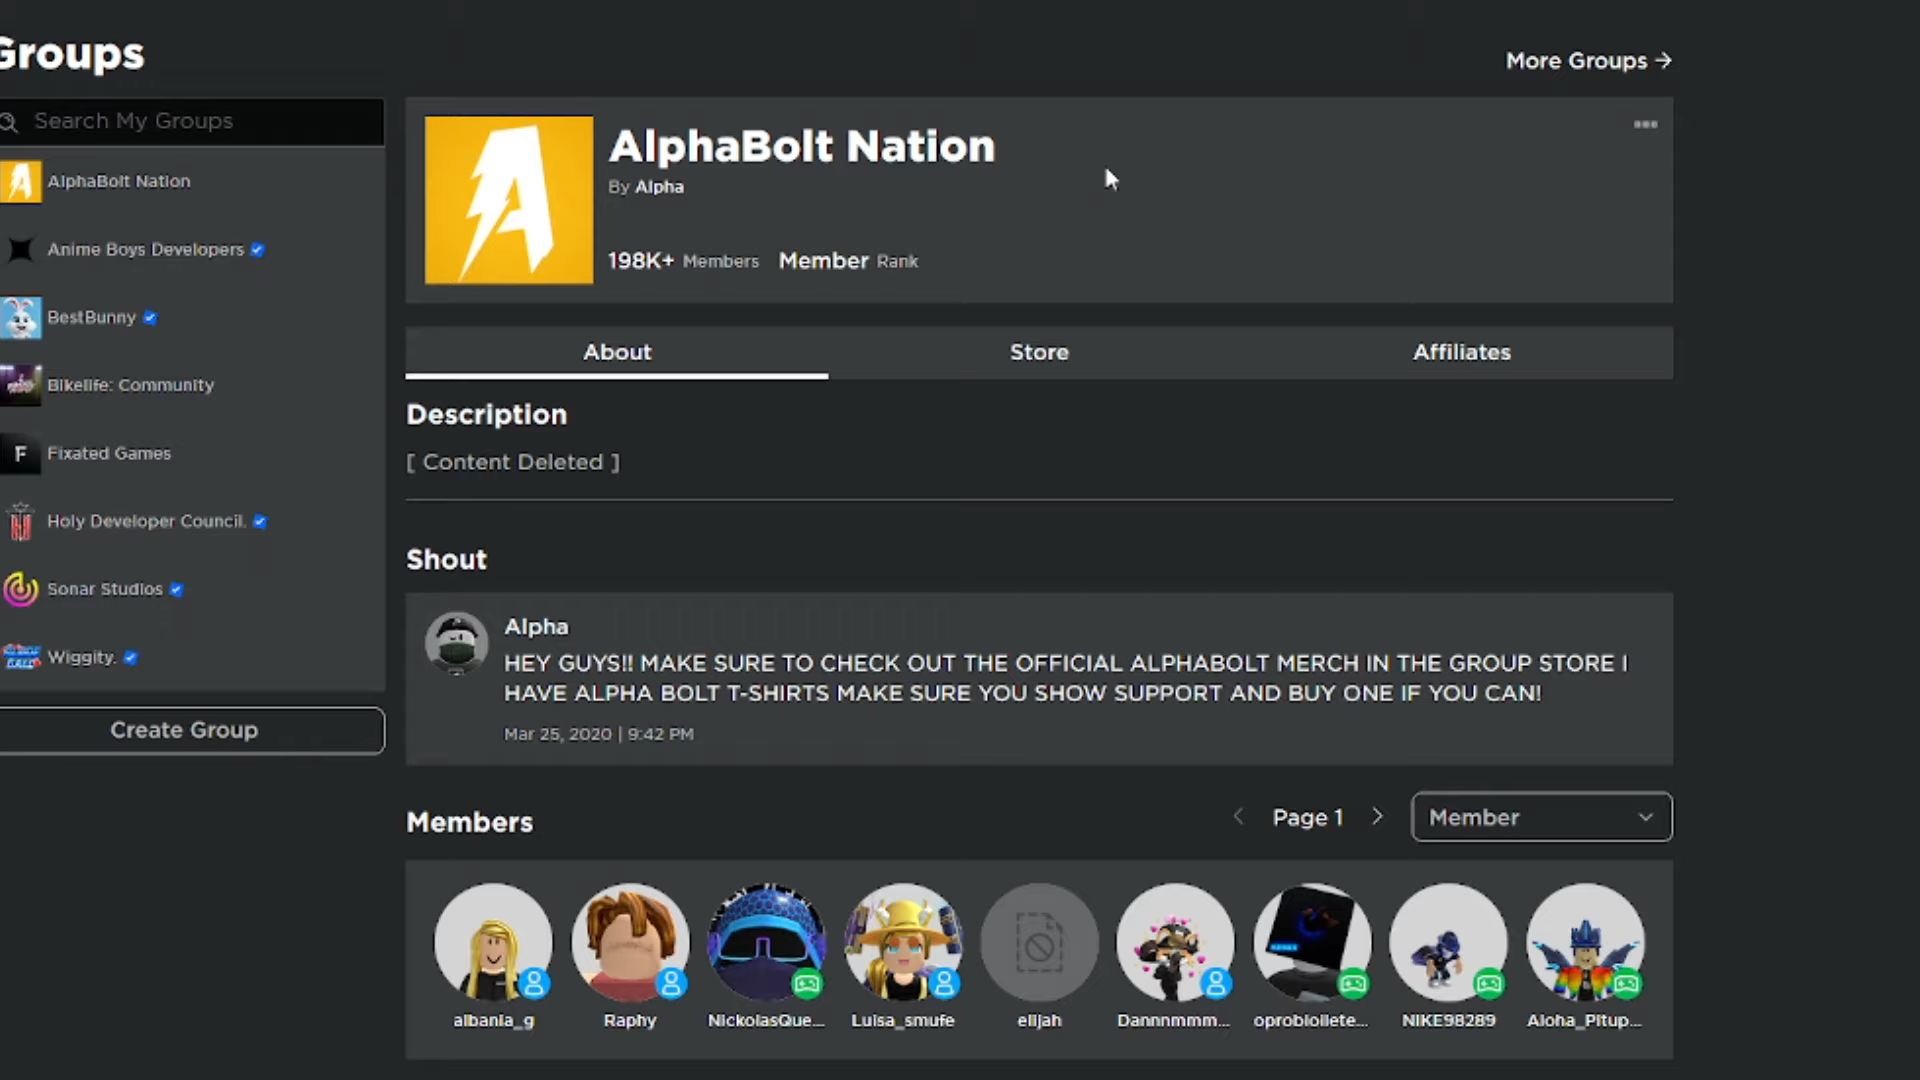 Groups
More Groups →
Search My Groups
AlphaBolt Nation
Anime Boys Developers
BestBunny
Bikelife: Community
F
Fixated Games
Holy Developer Council.
Sonar Studios
Wiggity.
Create Group
A
AlphaBolt Nation
By Alpha
198K+ Members Member Rank
About
Store
Affiliates
Description
[ Content Deleted ]
Shout
Alpha
HEY GUYS!! MAKE SURE TO CHECK OUT THE OFFICIAL ALPHABOLT MERCH IN THE GROUP STORE I
HAVE ALPHA BOLT T-SHIRTS MAKE SURE YOU SHOW SUPPORT AND BUY ONE IF YOU CAN!
Mar 25, 2020 | 9:42 PM
Members
Page 1
Member
albania_g
Raphy
NickolasQue...
Luisa_smufe
elijah
Dannnmmm...
NIKE98289
Aloha_Pitup...